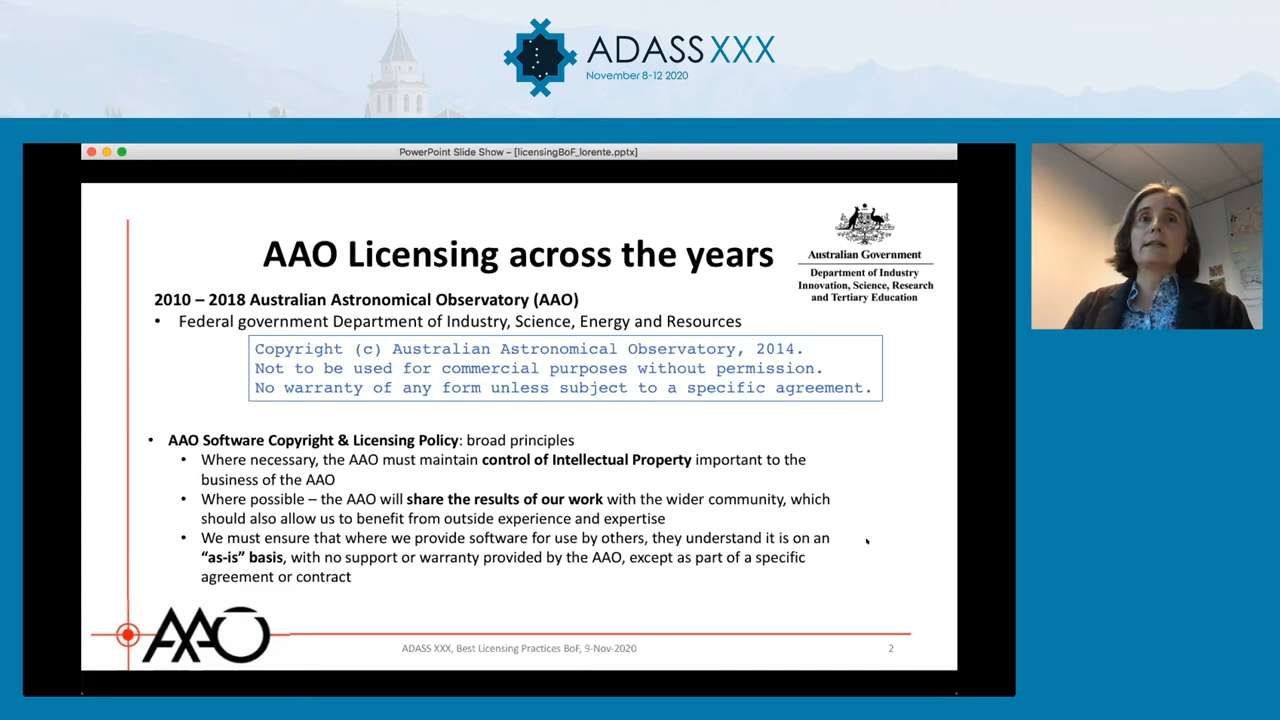 ADASS XXX
November 8-12 2020
PowerPoint Slide Show – [licensingBoF_lorente.pptx]
AAO Licensing across the years
Australian Government
Department of Industry
Innovation, Science, Research
and Tertiary Education
2010 – 2018 Australian Astronomical Observatory (AAO)
• Federal government Department of Industry, Science, Energy and Resources
Copyright (c) Australian Astronomical Observatory, 2014.
Not to be used for commercial purposes without permission.
No warranty of any form unless subject to a specific agreement.
• AAO Software Copyright & Licensing Policy: broad principles
• Where necessary, the AAO must maintain control of Intellectual Property important to the
business of the AAO
• Where possible – the AAO will share the results of our work with the wider community, which
should also allow us to benefit from outside experience and expertise
• We must ensure that where we provide software for use by others, they understand it is on an
“as-is” basis, with no support or warranty provided by the AAO, except as part of a specific
agreement or contract
AAO
ADASS XXX, Best Licensing Practices BoF, 9-Nov-2020
2